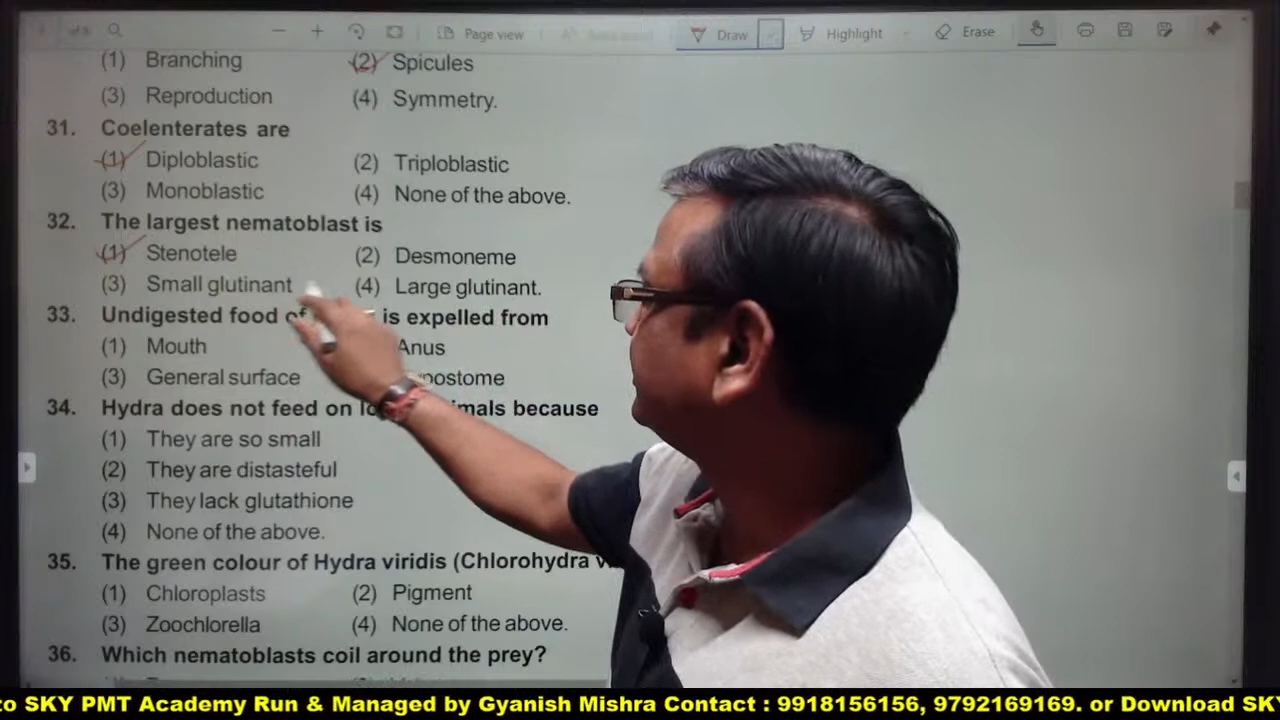 Page view
Draw
Highlight
Erase
(1) Branching (2) Spicules
(3) Reproduction (4) Symmetry.
31. Coelenterates are
(1) Diploblastic (2) Triploblastic
(3) Monoblastic (4) None of the above.
32. The largest nematoblast is
(1) Stenotele (2) Desmoneme
(3) Small glutinant (4) Large glutinant.
33. Undigested food of is expelled from
(1) Mouth Anus
(3) General surface
34. Hydra does not feed on because
(1) They are so small
(2) They are distasteful
(3) They lack glutathione
(4) None of the above.
35. The green colour of Hydra viridis (Chlorohydra
(1) Chloroplasts (2) Pigment
(3) Zoochlorella (4) None of the above.
36. Which nematoblasts coil around the prey?
to SKY PMT Academy Run & Managed by Gyanish Mishra Contact : 9918156156, 9792169169. or Download SK